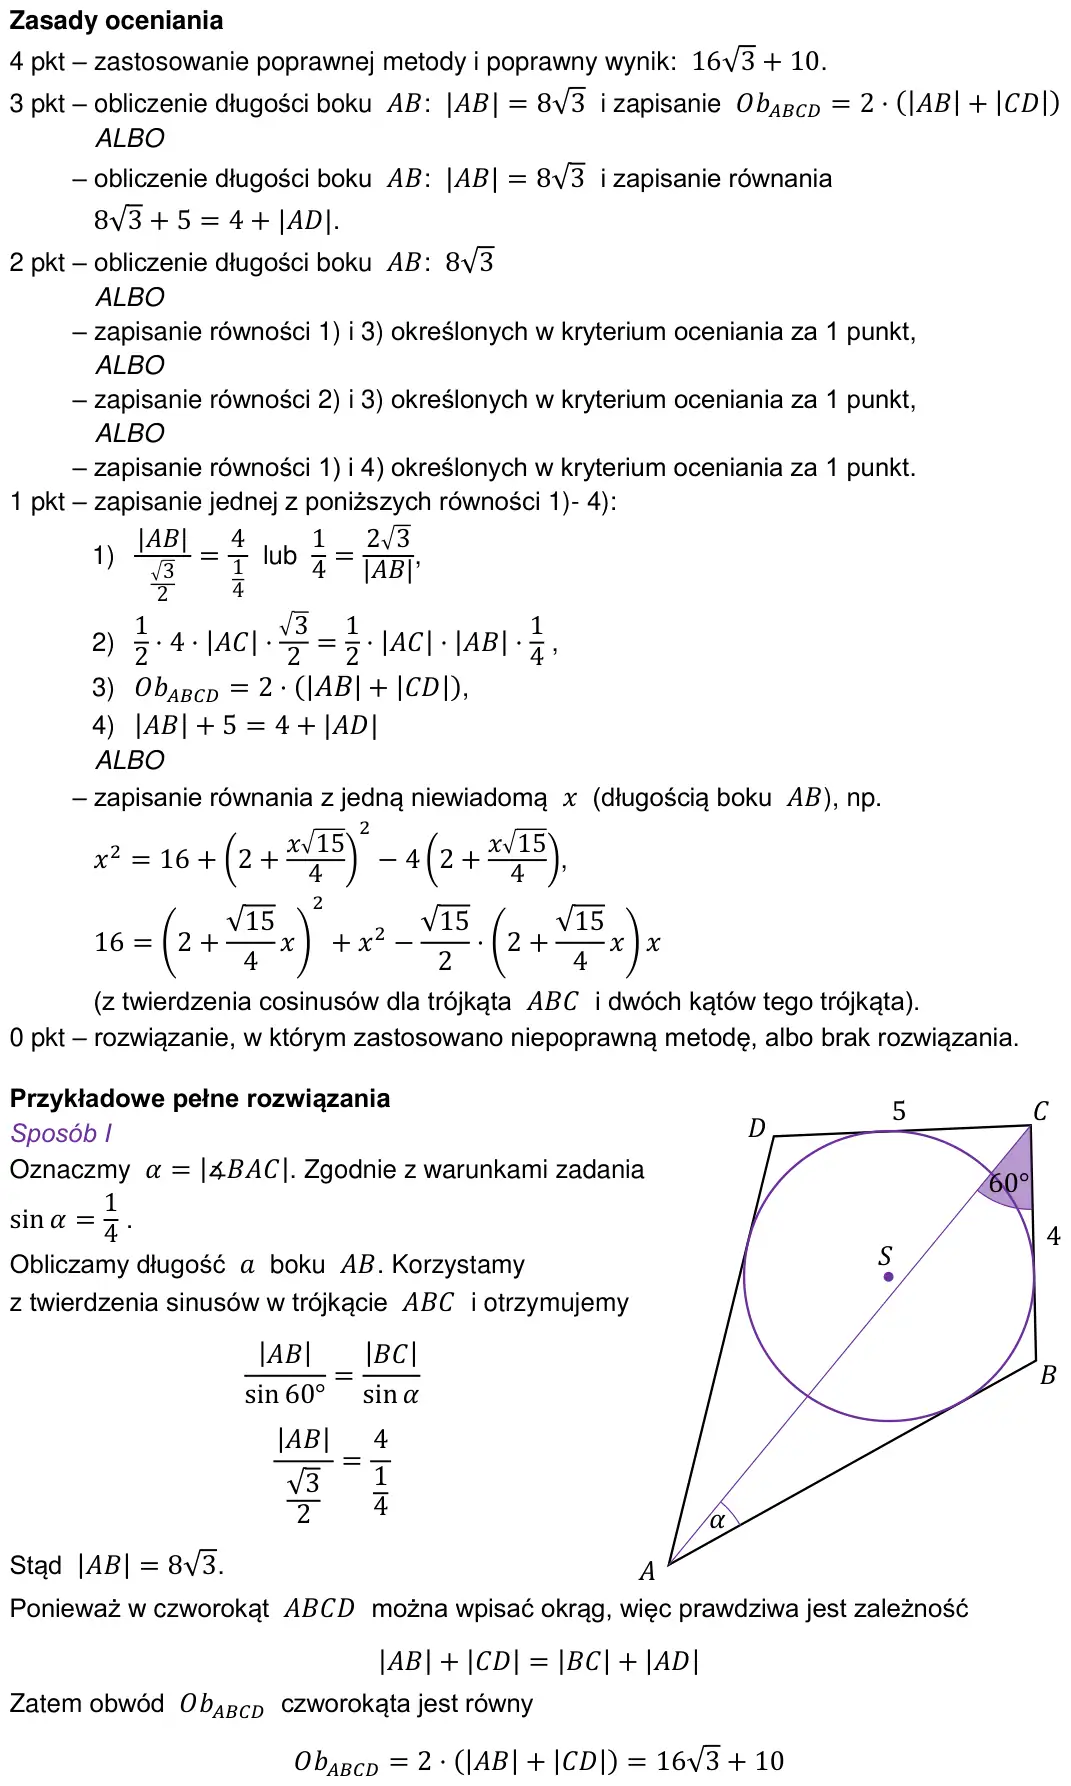 Zasady oceniania
4 pkt – zastosowanie poprawnej metody i poprawny wynik: 16√3 + 10.
3 pkt – obliczenie długości boku AB: |AB| = 8√3 i zapisanie Ob_ABCD = 2 · (|AB| + |CD|)
ALBO
– obliczenie długości boku AB: |AB| = 8√3 i zapisanie równania
8√3 + 5 = 4 + |AD|.
2 pkt – obliczenie długości boku AB: 8√3
ALBO
– zapisanie równości 1) i 3) określonych w kryterium oceniania za 1 punkt,
ALBO
– zapisanie równości 2) i 3) określonych w kryterium oceniania za 1 punkt,
ALBO
– zapisanie równości 1) i 4) określonych w kryterium oceniania za 1 punkt.
1 pkt – zapisanie jednej z poniższych równości 1)- 4):
1) |AB|/(√3/2) = 4/(1/4) lub 1/4 = 2√3/|AB|,
2) 1/2 · 4 · |AC| · √3/2 = 1/2 · |AC| · |AB| · 1/4 ,
3) Ob_ABCD = 2 · (|AB| + |CD|),
4) |AB| + 5 = 4 + |AD|
ALBO
– zapisanie równania z jedną niewiadomą x (długością boku AB), np.
x² = 16 + (2 + x√15/4)² − 4(2 + x√15/4),
16 = (2 + √15/4 x)² + x² − √15/2 · (2 + √15/4 x) x
(z twierdzenia cosinusów dla trójkąta ABC i dwóch kątów tego trójkąta).
0 pkt – rozwiązanie, w którym zastosowano niepoprawną metodę, albo brak rozwiązania.
Przykładowe pełne rozwiązania
Sposób I
Oznaczmy α = |∡BAC|. Zgodnie z warunkami zadania
sin α = 1/4 .
Obliczamy długość a boku AB. Korzystamy
z twierdzenia sinusów w trójkącie ABC i otrzymujemy
|AB|/sin 60° = |BC|/sin α
|AB|/(√3/2) = 4/(1/4)
D
5
C
60°
4
S
B
α
A
Stąd |AB| = 8√3.
Ponieważ w czworokąt ABCD można wpisać okrąg, więc prawdziwa jest zależność
|AB| + |CD| = |BC| + |AD|
Zatem obwód Ob_ABCD czworokąta jest równy
Ob_ABCD = 2 · (|AB| + |CD|) = 16√3 + 10